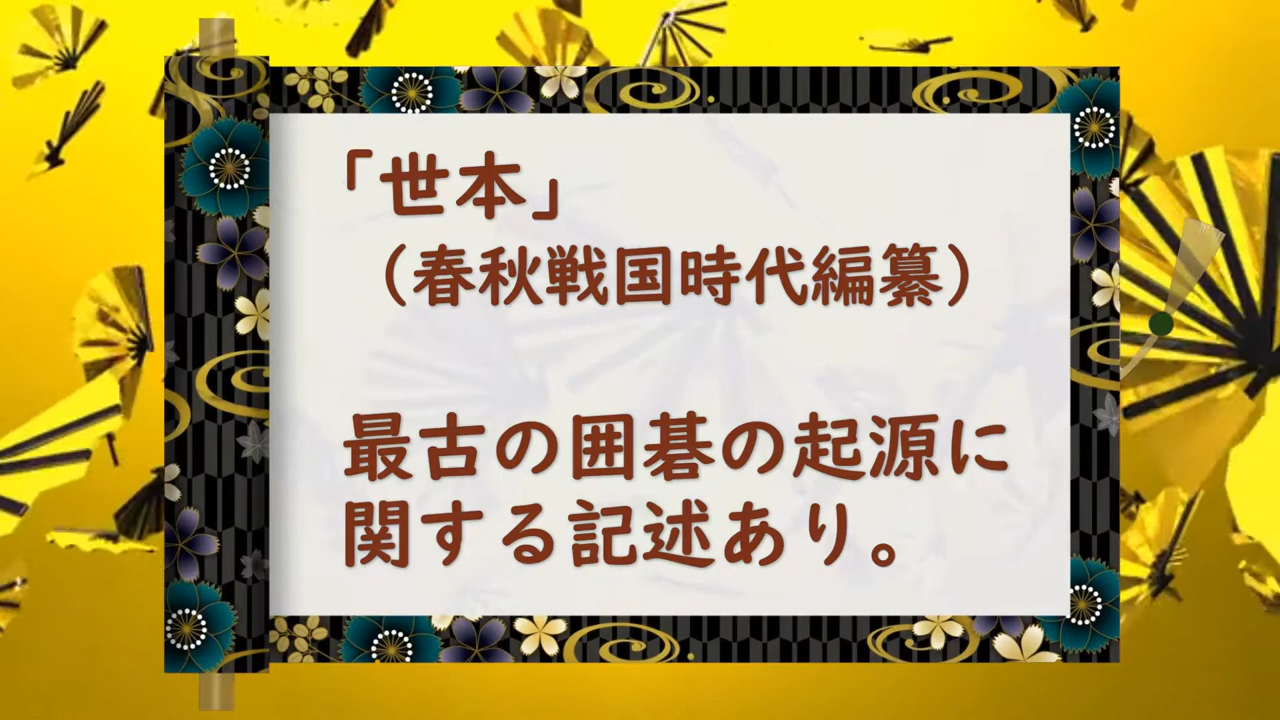 「世本」
（春秋戦国時代編纂）
最古の囲碁の起源に
関する記述あり。